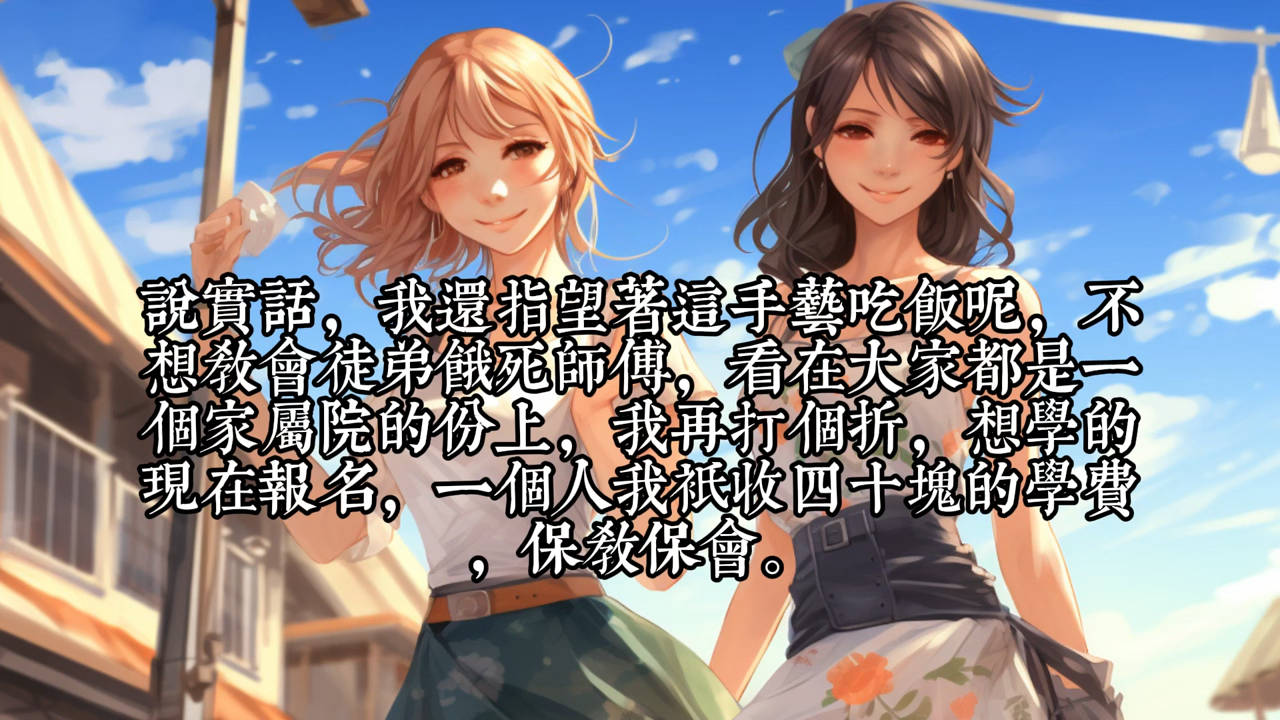 說實話，我還指望著這手藝吃飯呢，不
想教會徒弟餓死師傅，看在大家都是一
個家屬院的份上，我再打個折，想學的
現在報名，一個人我祇收四十塊的學費
，保教保會。